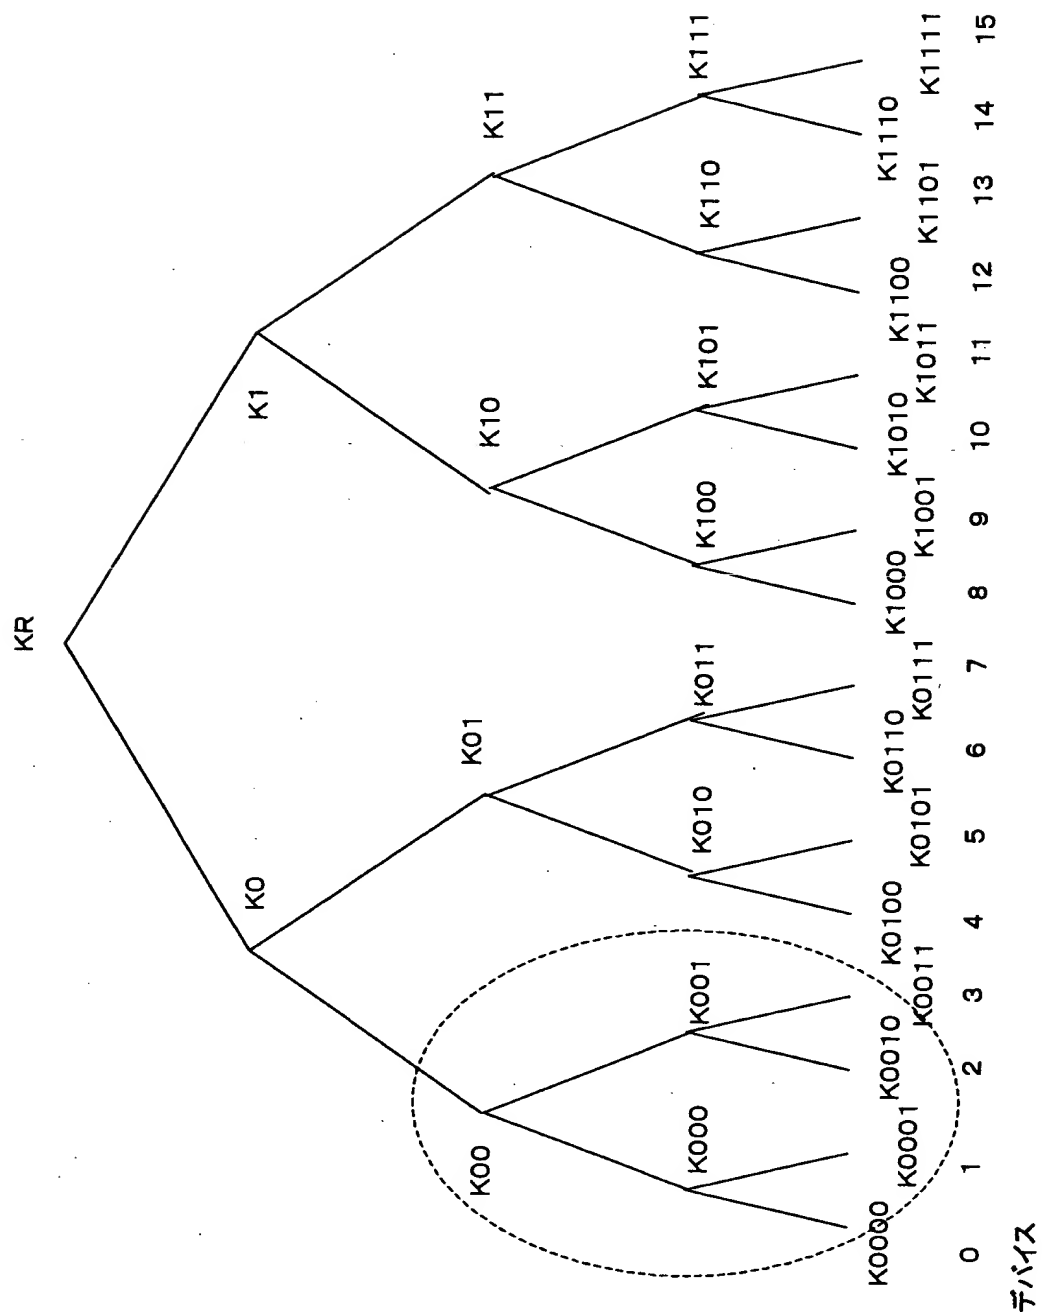 KR
K0
K1
K00
K01
K10
K11
K000
K001
K010
K011
K100
K101
K110
K111
K0000
K0001
K0010
K0011
K0100
K0101
K0110
K0111
K1000
K1001
K1010
K1011
K1100
K1101
K1110
K1111
デバイス 0 1 2 3 4 5 6 7 8 9 10 11 12 13 14 15